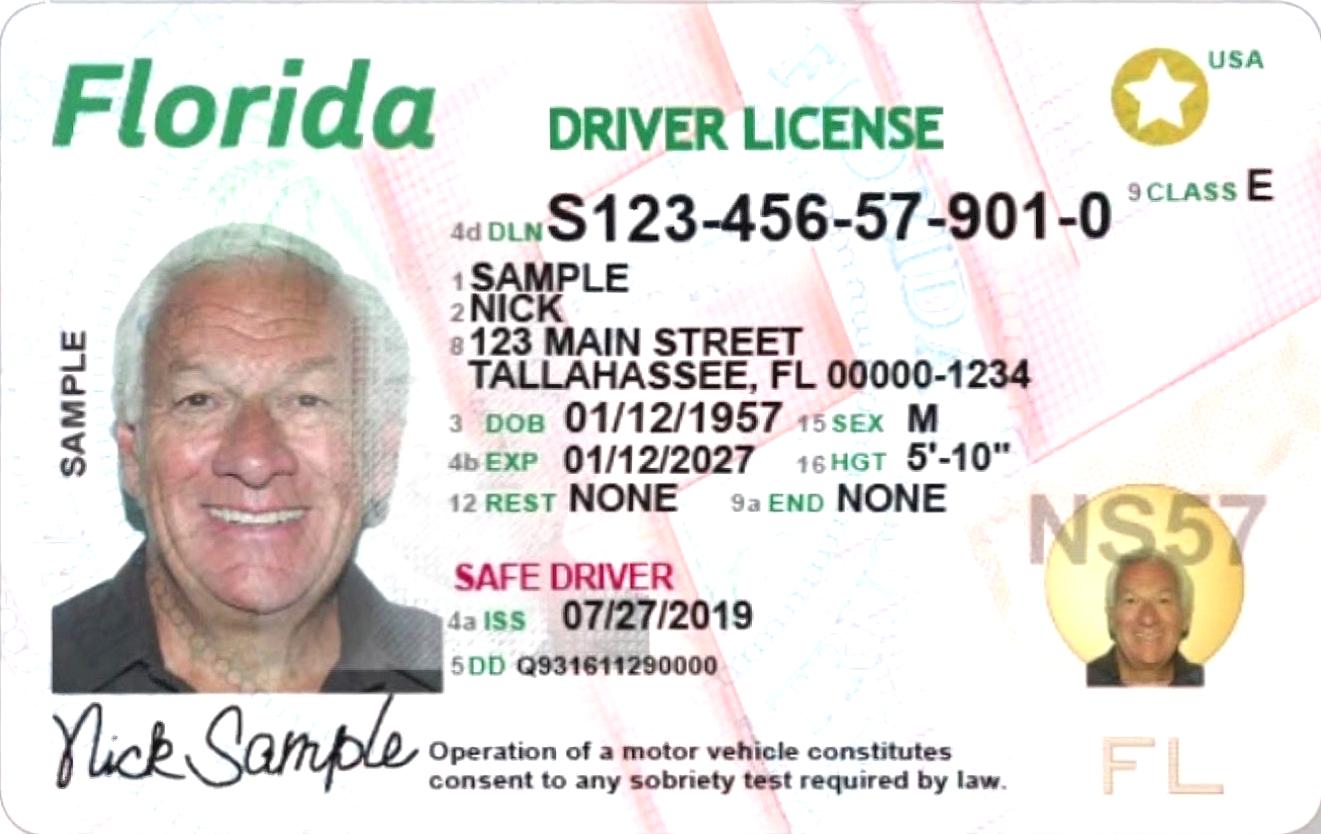 Florida
DRIVER LICENSE
USA
9 CLASS E
4d DLN S123-456-57-901-0
1 SAMPLE
2 NICK
8 123 MAIN STREET
TALLAHASSEE, FL 00000-1234
3 DOB 01/12/1957 15 SEX M
4b EXP 01/12/2027 16 HGT 5'-10"
12 REST NONE 9a END NONE
SAMPLE
NS57
SAFE DRIVER
4a ISS 07/27/2019
5 DD Q931611290000
Nick Sample
Operation of a motor vehicle constitutes
consent to any sobriety test required by law.
FL